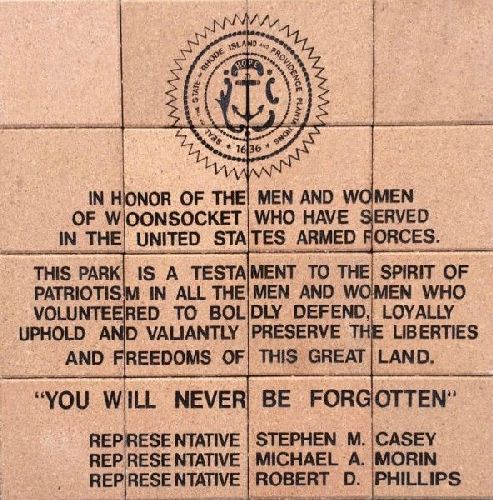 SEAL OF THE STATE OF RHODE ISLAND AND PROVIDENCE PLANTATIONS
HOPE
1636
IN HONOR OF THE MEN AND WOMEN
OF WOONSOCKET WHO HAVE SERVED
IN THE UNITED STATES ARMED FORCES.
THIS PARK IS A TESTAMENT TO THE SPIRIT OF
PATRIOTISM IN ALL THE MEN AND WOMEN WHO
VOLUNTEERED TO BOLDLY DEFEND, LOYALLY
UPHOLD AND VALIANTLY PRESERVE THE LIBERTIES
AND FREEDOMS OF THIS GREAT LAND.
"YOU WILL NEVER BE FORGOTTEN"
REPRESENTATIVE STEPHEN M. CASEY
REPRESENTATIVE MICHAEL A. MORIN
REPRESENTATIVE ROBERT D. PHILLIPS